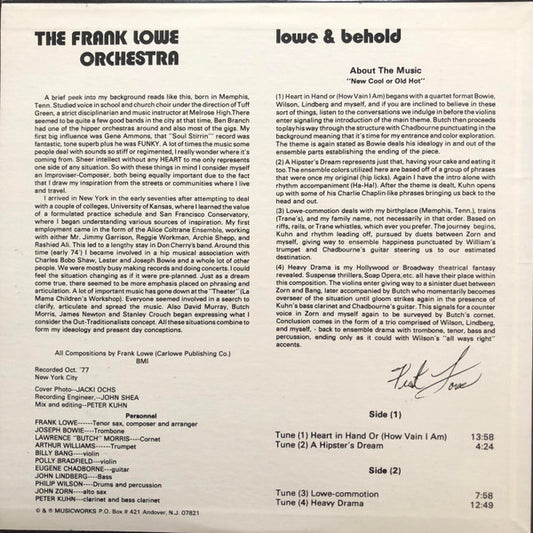 THE FRANK LOWE
ORCHESTRA
A brief peek into my background reads like this, born in Memphis,
Tenn. Studied voice in school and church choir under the direction of Tuff
Green, a strict disciplinarian and music instructor at Melrose High.There
seemed to be quite a few good bands in the city at that time, Ben Branch
had one of the hipper orchestras around and also most of the gigs. My
first big influence was Gene Ammons, that "Soul Stirrin'" record was
fantastic, tone superb plus he was FUNKY. A lot of times the music some
people deal with sounds so stiff or regimented, I really wonder where it's
coming from. Sheer intellect without any HEART to me only represents
one side of any situation. So with these things in mind I consider myself
an Improviser-Composer, both being equally important due to the fact
that I draw my inspiration from the streets or communities where I live
and travel.
I arrived in New York in the early seventies after attempting to deal
with a couple of colleges, University of Kansas, where I learned the value
of a formulated practice schedule and San Francisco Conservatory,
where I began understanding various sources of inspiration. My first em-
ployment came in the form of the Alice Coltrane Ensemble, working
with either Mr. Jimmy Garrison, Reggie Workman, Archie Shepp, and
Rashied Ali. This led to a lengthy stay in Don Cherry's band. Around this
time (early 74') I became involved in a hip musical association with
Charles Bobo Shaw, Lester and Joseph Bowie and a whole lot of other
people. We were mostly busy making records and doing concerts. I could
feel the situation changing as if it were pre-planned. Just as a dream
come true, there seemed to be more emphasis placed on phrasing and
articulation. A lot of important music has gone down at the "Theater" (La
Mama Children's Workshop). Everyone seemed involved in a search to
clarify, articulate and spread the music. Also David Murray, Butch
Morris, James Newton and Stanley Crouch began expressing what I
consider the Out-Traditionalists concept. All these situations combine to
form my ideology and present day conceptions.
All Compositions by Frank Lowe (Carlowe Publishing Co.)
BMI
Recorded Oct. '77
New York City
Cover Photo--JACKI OCHS
Recording Engineer,--JOHN SHEA
Mix and editing--PETER KUHN
Personnel
FRANK LOWE------Tenor sax, composer and arranger
JOSEPH BOWIE----Trombone
LAWRENCE "BUTCH" MORRIS---Cornet
ARTHUR WILLIAMS------Trumpet
BILLY BANG---violin
POLLY BRADFIELD---violin
EUGENE CHADBORNE---guitar
JOHN LINDBERG---Bass
PHILIP WILSON---Drums and percussion
JOHN ZORN---alto sax
PETER KUHN---clarinet and bess clarinet
© & ℗ MUSICWORKS P.O. Box # 421 Andover, N.J. 07821
lowe & behold
About The Music
"New Cool or Old Hot"
(1) Heart in Hand or (How Vain I Am) begins with a quartet format Bowie,
Wilson, Lindberg and myself, and if you are inclined to believe in these
sort of things, listen to the conversations we indulge in before the violins
enter signaling the introduction of the main theme. Butch then proceeds
to play his way through the structure with Chadbourne punctuating in the
background meaning that it's time for my entrance and color exploration.
The theme is again stated as Bowie deals his idealogy in and out of the
ensemble parts establishing the ending of the piece.
(2) A Hipster's Dream represents just that, having your cake and eating it
too. The ensemble colors utilized here are based off of a group of phrases
that were once my original (hip licks). Again I have the intro alone with
rhythm accompaniment (Ha-Ha!). After the theme is dealt, Kuhn opens
up with some of his Charlie Chaplin-like phrases bringing us back to the
head and out.
(3) Lowe-commotion deals with my birthplace (Memphis, Tenn.), trains
(Trane's), and my family name, not necessarily in that order. Based on
riffs, rails, or Trane whistles, which ever you prefer. The journey begins,
Kuhn and rhythm leading off, pursued by duets between Zorn and
myself, giving way to ensemble happiness punctuated by William's
trumpet and Chadbourne's guitar steering us to our estimated
destination.
(4) Heavy Drama is my Hollywood or Broadway theatrical fantasy
revealed. Suspense thrillers, Soap Opera, etc. all have their place within
this composition. The violins enter giving way to a sinister duet between
Zorn and Bang, later accompanied by Butch who momentarily becomes
overseer of the situation until gloom strikes again in the presence of
Kuhn's bass clarinet and Chadbourne's guitar. This signals for a counter
voice in Zorn and myself again to be surveyed by Butch's cornet.
Conclusion comes in the form of a trio comprised of Wilson, Lindberg,
and myself, - back to ensemble drama with trombone, tenor, bass and
percussion, ending only as it could with Wilson's "all ways right"
accents.
Side (1)
Tune (1) Heart in Hand Or (How Vain I Am) 13:58
Tune (2) A Hipster's Dream 4:24
Side (2)
Tune (3) Lowe-commotion 7:58
Tune (4) Heavy Drama 12:49